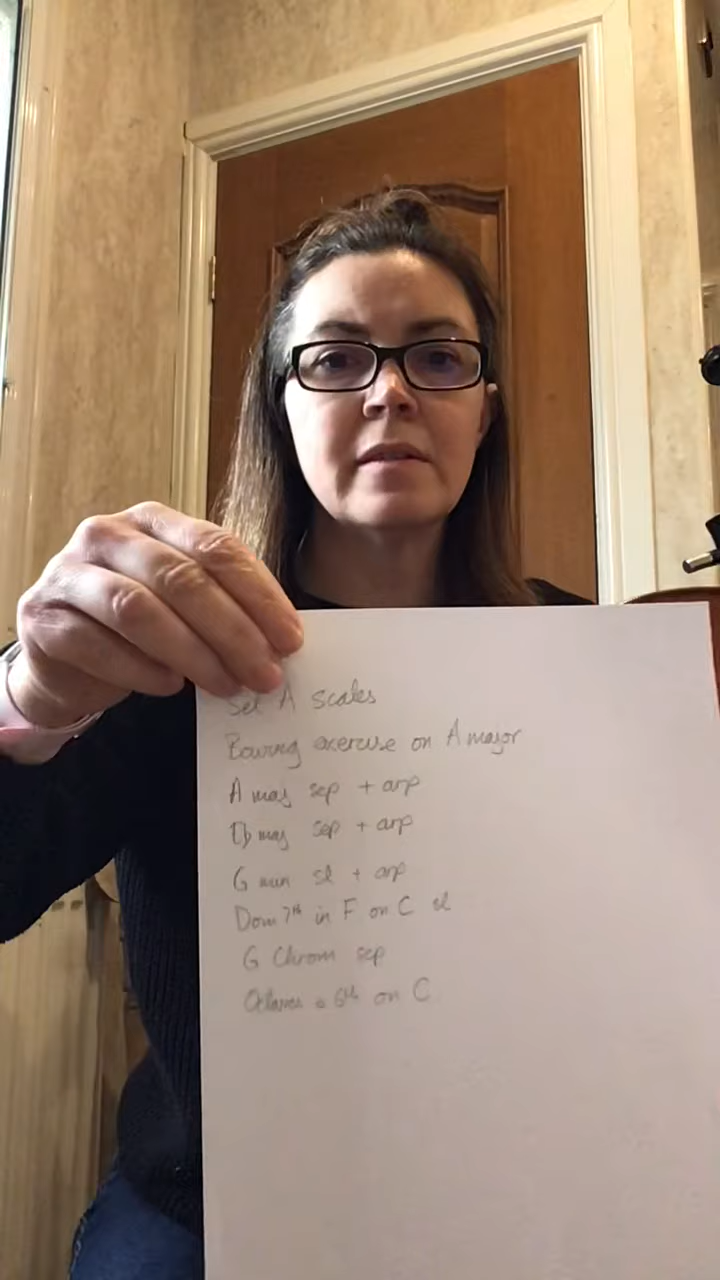 Set A scales
Bowing exercise on A major
A maj sep + arp
Db maj sep + arp
G min sl + arp
Dom 7th in F on C sl
G Chrom sep
Octaves 6th on C